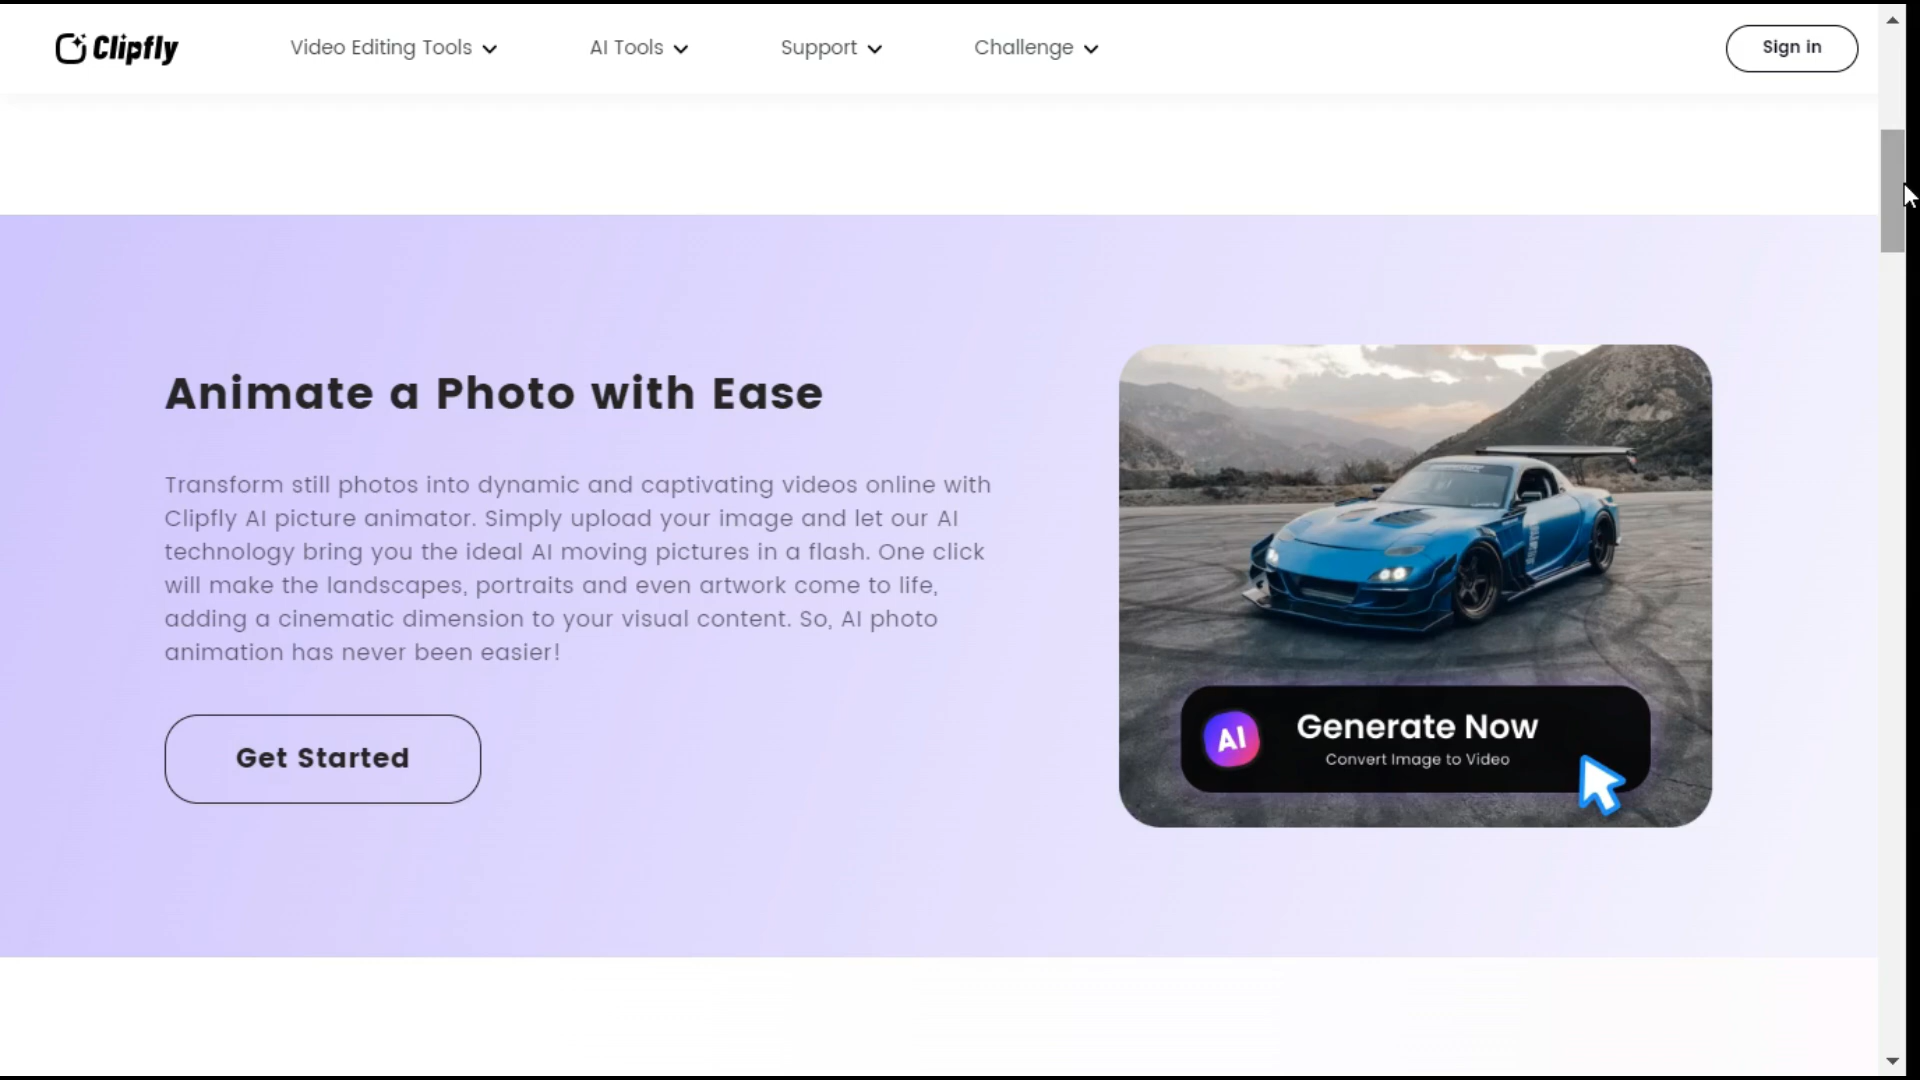 Clipfly
Video Editing Tools
AI Tools
Support
Challenge
Sign in
Animate a Photo with Ease
Transform still photos into dynamic and captivating videos online with
Clipfly AI picture animator. Simply upload your image and let our AI
technology bring you the ideal AI moving pictures in a flash. One click
will make the landscapes, portraits and even artwork come to life,
adding a cinematic dimension to your visual content. So, AI photo
animation has never been easier!
Get Started
AI
Generate Now
Convert Image to Video